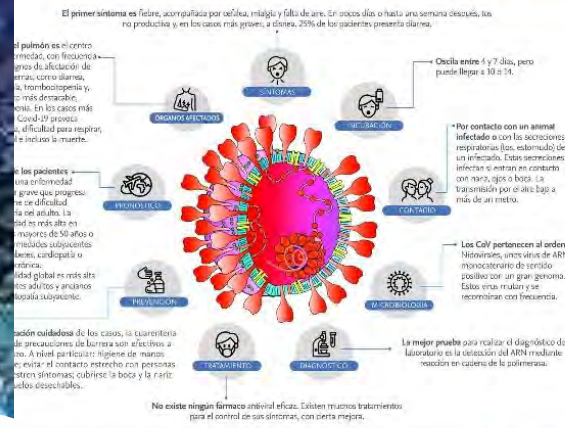 El primer síntoma es fiebre, acompañada por cefalea, mialgia y falta de aire. En pocos días o hasta una semana después, tos
no productiva y, en los casos más graves, a disnea. 25% de los pacientes presenta diarrea.
SÍNTOMAS
Oscila entre 4 y 7 días, pero
puede llegar a 10 ó 14.
INCUBACIÓN
Por contacto con un animal
infectado o con las secreciones
respiratorias (tos, estornudo) de
un infectado. Estas secreciones
infectan si entran en contacto
con nariz, ojos o boca. La
transmisión por el aire bajo a
más de un metro.
CONTAGIO
Los CoV pertenecen al orden
Nidovirales, unos virus de ARN
monocatenario de sentido
positivo con un gran genoma.
Estos virus mutan y se
recombinan con frecuencia.
MICROBIOLOGÍA
La mejor prueba para realizar el diagnóstico de
laboratorio es la detección del ARN mediante
reacción en cadena de la polimerasa.
DIAGNÓSTICO
No existe ningún fármaco antiviral eficaz. Existen muchos tratamientos
para el control de sus síntomas, con cierta mejora.
TRATAMIENTO
cuidadosa de los casos, la cuarentena
de precauciones de barrera son efectivos a
A nivel particular: higiene de manos
evitar el contacto estrecho con personas
síntomas; cubrirse la boca y la nariz
desechables.
PREVENCIÓN
de los pacientes
una enfermedad
grave que progresa
de dificultad
del adulto. La
es más alta en
mayores de 50 años o
subyacentes
cardiopatía o
crónica.
global es más alta
adultos y ancianos
subyacente.
PRONÓSTICO
el pulmón es el centro
con frecuencia
signos de afectación de
como diarrea,
trombocitopenia y,
más destacable,
En los casos más
Covid-19 provoca
dificultad para respirar,
e incluso la muerte.
ÓRGANOS AFECTADOS